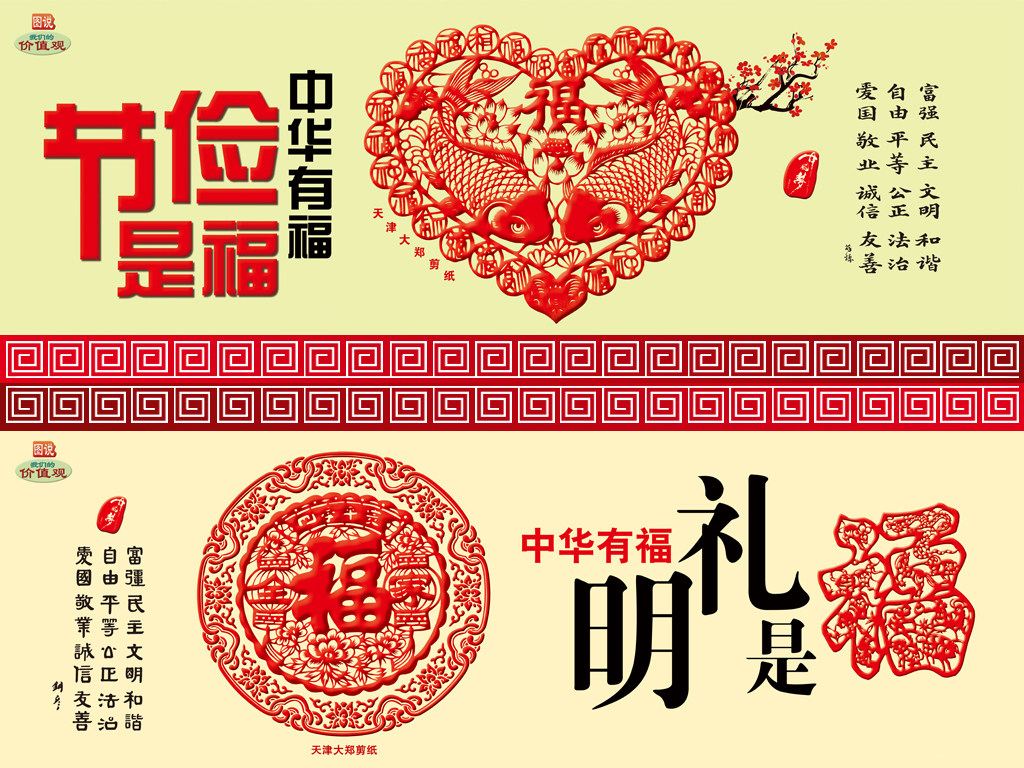 图说
我们的
价值观
节俭
是福
中华有福
福
天津大郑剪纸
富强 民主 文明 和谐
自由 平等 公正 法治
爱国 敬业 诚信 友善
图说
我们的
价值观
富彊民主文明和諧
自由平等公正法治
愛國敬業誠信友善
福
天津大郑剪纸
中华有福
明礼
是
福